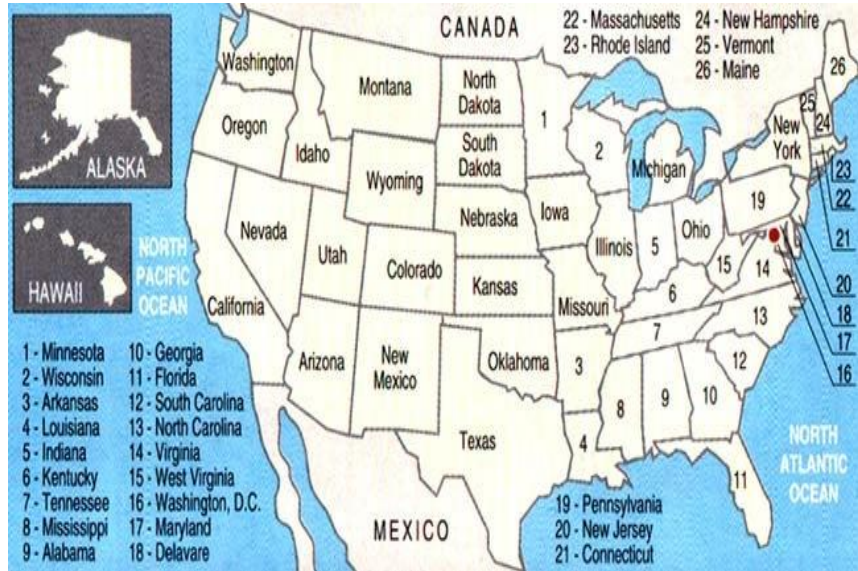 CANADA
22 - Massachusetts
23 - Rhode Island
24 - New Hampshire
25 - Vermont
26 - Maine
Washington
Montana
North
Dakota
Oregon
Idaho
South
Dakota
Wyoming
1
2
Michigan
New
York
25
24
26
ALASKA
Nebraska
Iowa
Nevada
Utah
Colorado
Illinois
5
Ohio
19
23
22
21
NORTH
PACIFIC
OCEAN
HAWAII
California
Kansas
Missouri
6
15
14
20
18
17
16
Arizona
New
Mexico
Oklahoma
3
7
13
12
Texas
4
8
9
10
11
NORTH
ATLANTIC
OCEAN
MEXICO
1 - Minnesota
2 - Wisconsin
3 - Arkansas
4 - Louisiana
5 - Indiana
6 - Kentucky
7 - Tennessee
8 - Mississippi
9 - Alabama
10 - Georgia
11 - Florida
12 - South Carolina
13 - North Carolina
14 - Virginia
15 - West Virginia
16 - Washington, D.C.
17 - Maryland
18 - Delavare
19 - Pennsylvania
20 - New Jersey
21 - Connecticut